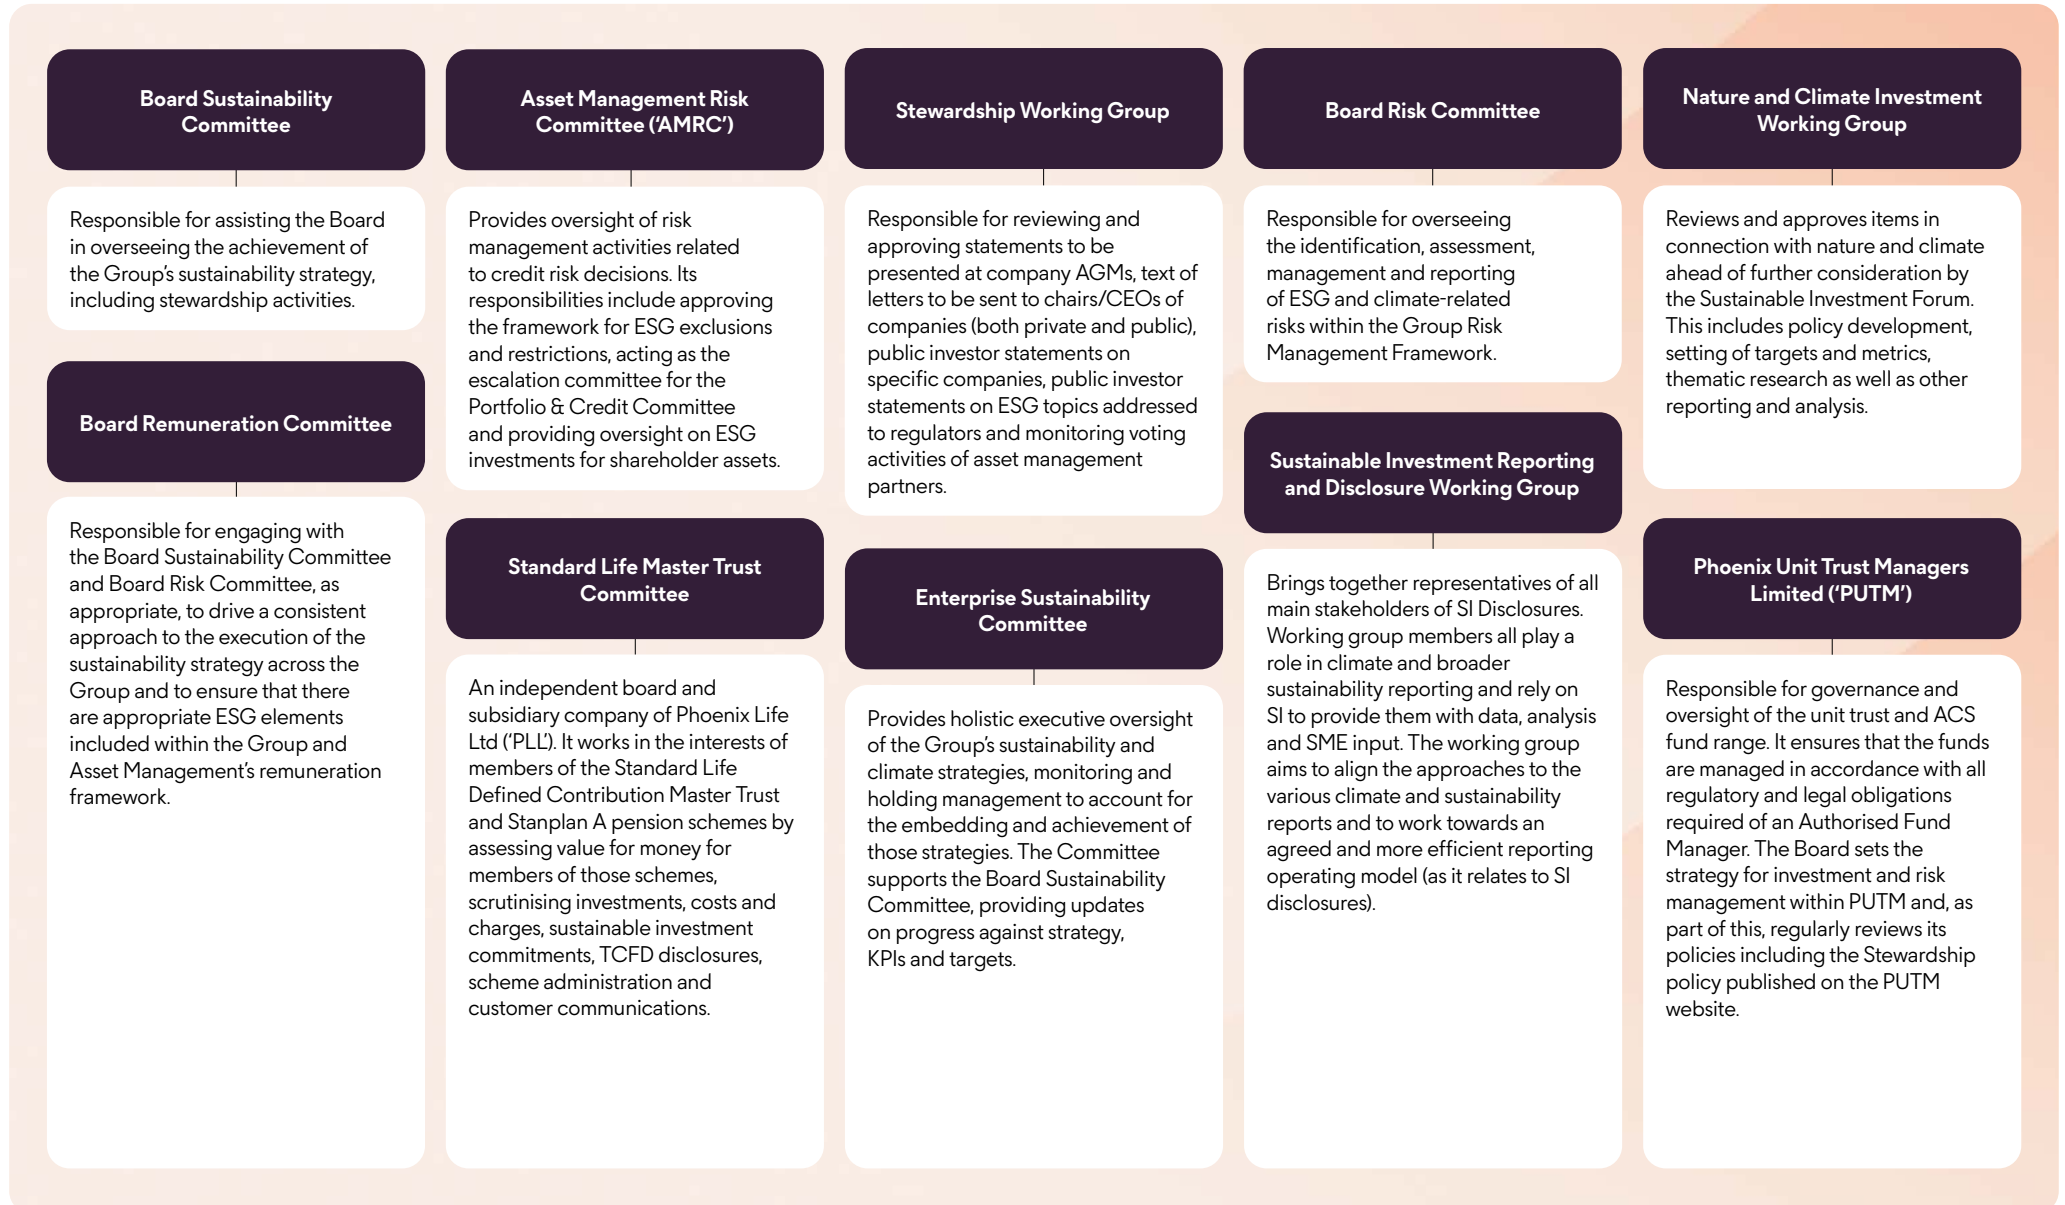 Board Sustainability
Committee
Responsible for assisting the Board
in overseeing the achievement of
the Group's sustainability strategy,
including stewardship activities.
Board Remuneration Committee
Responsible for engaging with
the Board Sustainability Committee
and Board Risk Committee, as
appropriate, to drive a consistent
approach to the execution of the
sustainability strategy across the
Group and to ensure that there
are appropriate ESG elements
included within the Group and
Asset Management's remuneration
framework.
Asset Management Risk
Committee ('AMRC')
Provides oversight of risk
management activities related
to credit risk decisions. Its
responsibilities include approving
the framework for ESG exclusions
and restrictions, acting as the
escalation committee for the
Portfolio & Credit Committee
and providing oversight on ESG
investments for shareholder assets.
Standard Life Master Trust
Committee
An independent board and
subsidiary company of Phoenix Life
Ltd ('PLL'). It works in the interests of
members of the Standard Life
Defined Contribution Master Trust
and Stanplan A pension schemes by
assessing value for money for
members of those schemes,
scrutinising investments, costs and
charges, sustainable investment
commitments, TCFD disclosures,
scheme administration and
customer communications.
Stewardship Working Group
Responsible for reviewing and
approving statements to be
presented at company AGMs, text of
letters to be sent to chairs/CEOs of
companies (both private and public),
public investor statements on
specific companies, public investor
statements on ESG topics addressed
to regulators and monitoring voting
activities of asset management
partners.
Enterprise Sustainability
Committee
Provides holistic executive oversight
of the Group's sustainability and
climate strategies, monitoring and
holding management to account for
the embedding and achievement of
those strategies. The Committee
supports the Board Sustainability
Committee, providing updates
on progress against strategy,
KPIs and targets.
Board Risk Committee
Responsible for overseeing
the identification, assessment,
management and reporting
of ESG and climate-related
risks within the Group Risk
Management Framework.
Sustainable Investment Reporting
and Disclosure Working Group
Brings together representatives of all
main stakeholders of SI Disclosures.
Working group members all play a
role in climate and broader
sustainability reporting and rely on
SI to provide them with data, analysis
and SME input. The working group
aims to align the approaches to the
various climate and sustainability
reports and to work towards an
agreed and more efficient reporting
operating model (as it relates to SI
disclosures).
Nature and Climate Investment
Working Group
Reviews and approves items in
connection with nature and climate
ahead of further consideration by
the Sustainable Investment Forum.
This includes policy development,
setting of targets and metrics,
thematic research as well as other
reporting and analysis.
Phoenix Unit Trust Managers
Limited ('PUTM')
Responsible for governance and
oversight of the unit trust and ACS
fund range. It ensures that the funds
are managed in accordance with all
regulatory and legal obligations
required of an Authorised Fund
Manager. The Board sets the
strategy for investment and risk
management within PUTM and, as
part of this, regularly reviews its
policies including the Stewardship
policy published on the PUTM
website.